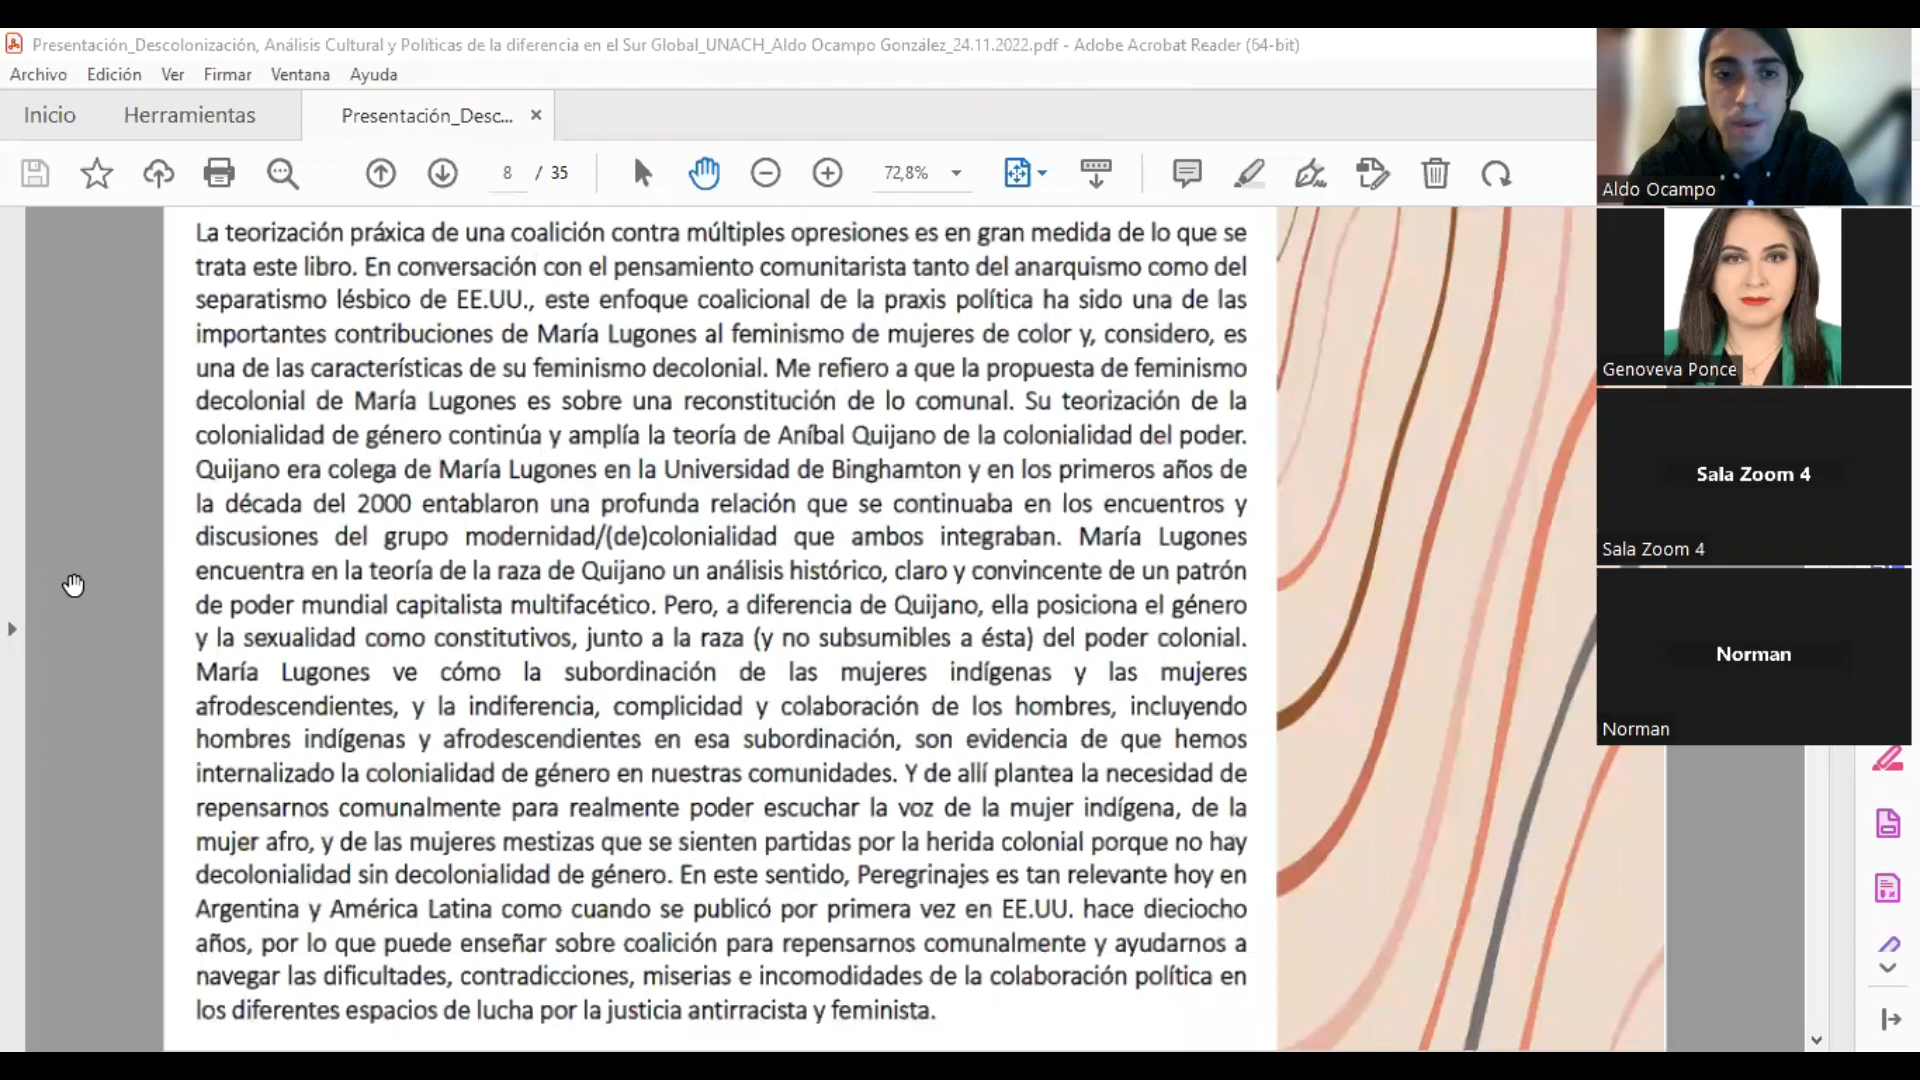 Presentación_Descolonización, Análisis Cultural y Políticas de la diferencia en el Sur Global_UNACH_Aldo Ocampo González_24.11.2022.pdf - Adobe Acrobat Reader (64-bit)
Archivo Edición Ver Firmar Ventana Ayuda
Inicio Herramientas Presentación_Desc... ×
8 / 35 72,8%
La teorización práxica de una coalición contra múltiples opresiones es en gran medida de lo que se
trata este libro. En conversación con el pensamiento comunitarista tanto del anarquismo como del
separatismo lésbico de EE.UU., este enfoque coalicional de la praxis política ha sido una de las
importantes contribuciones de María Lugones al feminismo de mujeres de color y, considero, es
una de las características de su feminismo decolonial. Me refiero a que la propuesta de feminismo
decolonial de María Lugones es sobre una reconstitución de lo comunal. Su teorización de la
colonialidad de género continúa y amplía la teoría de Aníbal Quijano de la colonialidad del poder.
Quijano era colega de María Lugones en la Universidad de Binghamton y en los primeros años de
la década del 2000 entablaron una profunda relación que se continuaba en los encuentros y
discusiones del grupo modernidad/(de)colonialidad que ambos integraban. María Lugones
encuentra en la teoría de la raza de Quijano un análisis histórico, claro y convincente de un patrón
de poder mundial capitalista multifacético. Pero, a diferencia de Quijano, ella posiciona el género
y la sexualidad como constitutivos, junto a la raza (y no subsumibles a ésta) del poder colonial.
María Lugones ve cómo la subordinación de las mujeres indígenas y las mujeres
afrodescendientes, y la indiferencia, complicidad y colaboración de los hombres, incluyendo
hombres indígenas y afrodescendientes en esa subordinación, son evidencia de que hemos
internalizado la colonialidad de género en nuestras comunidades. Y de allí plantea la necesidad de
repensarnos comunalmente para realmente poder escuchar la voz de la mujer indígena, de la
mujer afro, y de las mujeres mestizas que se sienten partidas por la herida colonial porque no hay
decolonialidad sin decolonialidad de género. En este sentido, Peregrinajes es tan relevante hoy en
Argentina y América Latina como cuando se publicó por primera vez en EE.UU. hace dieciocho
años, por lo que puede enseñar sobre coalición para repensarnos comunalmente y ayudarnos a
navegar las dificultades, contradicciones, miserias e incomodidades de la colaboración política en
los diferentes espacios de lucha por la justicia antirracista y feminista.
Aldo Ocampo
Genoveva Ponce
Sala Zoom 4
Sala Zoom 4
Norman
Norman